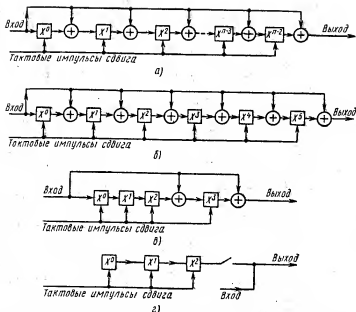 Вход X⁰ X¹ X² Xⁿ⁻³ Xⁿ⁻² Выход
Тактовые импульсы сдвига
а)
Вход X⁰ X¹ X² X³ X⁴ X⁵ Выход
Тактовые импульсы сдвига
б)
Вход X⁰ X¹ X² X³ Выход
Тактовые импульсы сдвига
в)
X⁰ X¹ X² Выход
Вход
Тактовые импульсы сдвига
г)